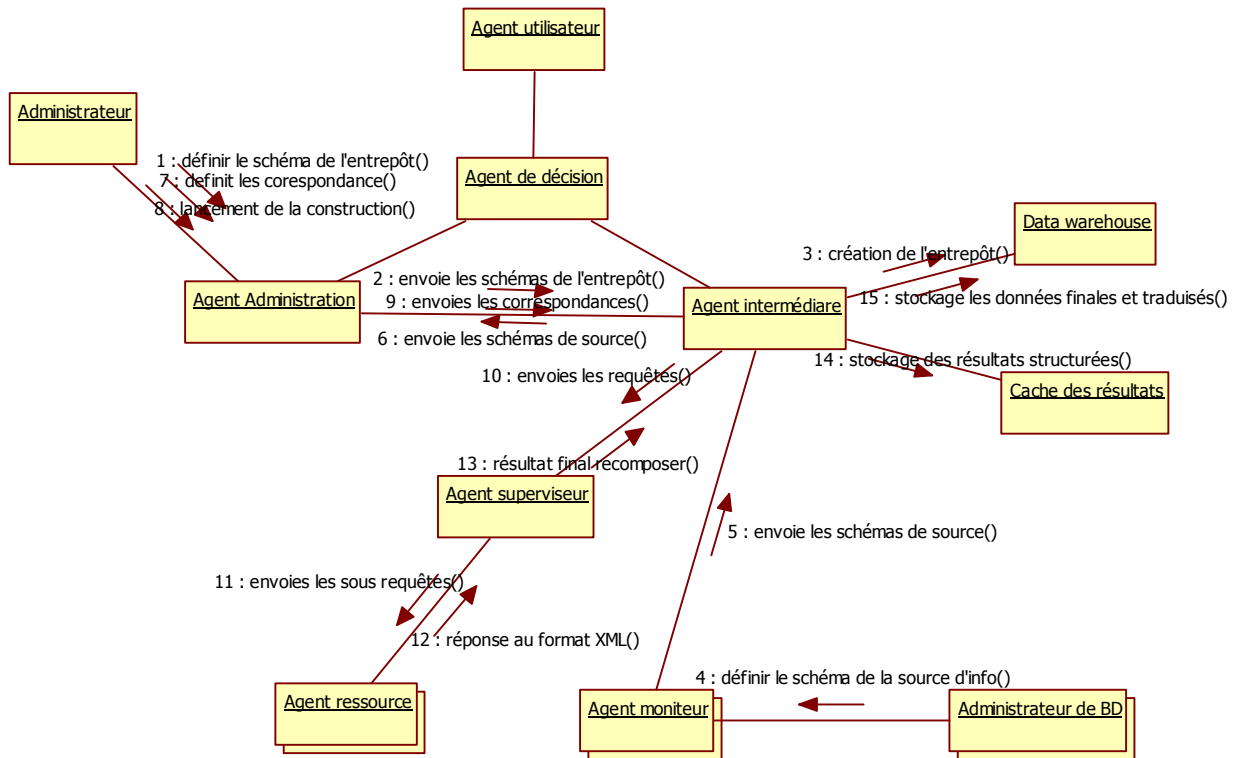 Agent utilisateur
Administrateur
1 : définir le schéma de l'entrepôt()
7 : definit les corespondance()
8 : lancement de la construction()
Agent de décision
Data warehouse
3 : création de l'entrepôt()
2 : envoie les schémas de l'entrepôt()
Agent Administration
9 : envoies les correspondances()
Agent intermédiare
15 : stockage les données finales et traduisés()
6 : envoie les schémas de source()
14 : stockage des résultats structurées()
10 : envoies les requêtes()
Cache des résultats
13 : résultat final recomposer()
Agent superviseur
5 : envoie les schémas de source()
11 : envoies les sous requêtes()
12 : réponse au format XML()
4 : définir le schéma de la source d'info()
Agent ressource
Agent moniteur
Administrateur de BD